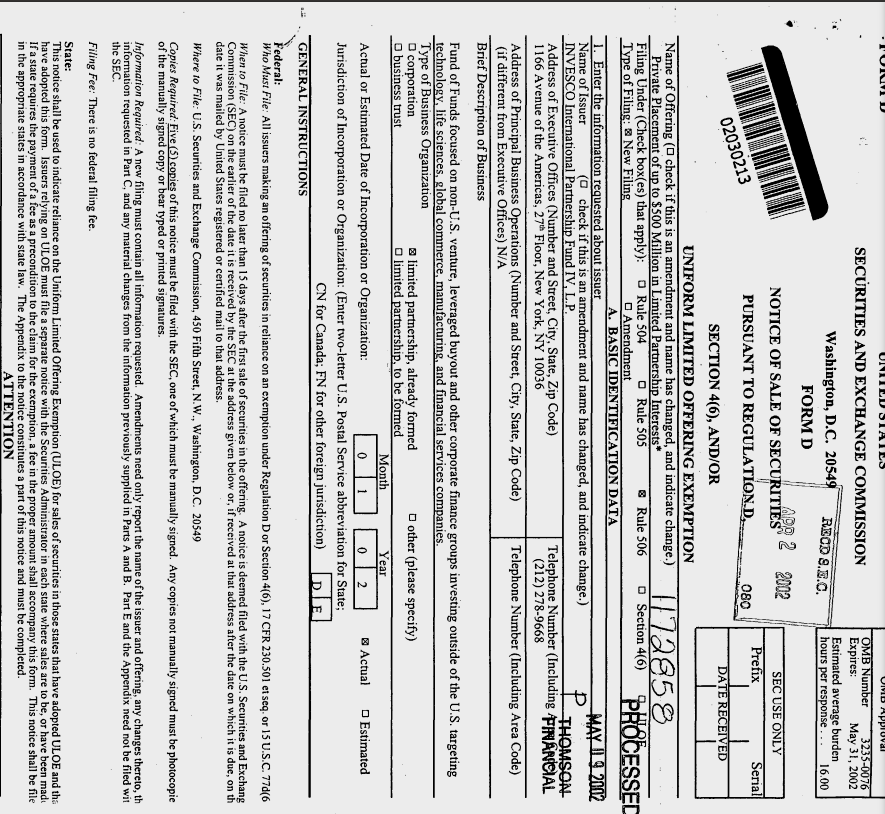 FORM D
UNITED STATES
SECURITIES AND EXCHANGE COMMISSION
Washington, D.C. 20549
FORM D
NOTICE OF SALE OF SECURITIES
PURSUANT TO REGULATION D,
SECTION 4(6), AND/OR
UNIFORM LIMITED OFFERING EXEMPTION
02030213
RECD S.E.C.
APR 2 2002
080
OMB Approval
OMB Number 3235-0076
Expires: May 31, 2002
Estimated average burden
hours per response . . . 16.00
SEC USE ONLY
Prefix Serial
DATE RECEIVED
1172858
Name of Offering (☐ check if this is an amendment and name has changed, and indicate change.)
Private Placement of up to $500 Million in Limited Partnership Interests*
Filing Under (Check box(es) that apply): ☐ Rule 504 ☐ Rule 505 ☒ Rule 506 ☐ Section 4(6) ☐ ULOE
Type of Filing: ☒ New Filing ☐ Amendment
PROCESSED
MAY 09 2002
P
THOMSON
FINANCIAL
A. BASIC IDENTIFICATION DATA
1. Enter the information requested about issuer
Name of Issuer (☐ check if this is an amendment and name has changed, and indicate change.)
INVESCO International Partnership Fund IV, L.P.
Address of Executive Offices (Number and Street, City, State, Zip Code) Telephone Number (Including
1166 Avenue of the Americas, 27th Floor, New York, NY 10036 (212) 278-9668
Address of Principal Business Operations (Number and Street, City, State, Zip Code) Telephone Number (Including Area Code)
(if different from Executive Offices) N/A
Brief Description of Business
Fund of Funds focused on non-U.S. venture, leveraged buyout and other corporate finance groups investing outside of the U.S. targeting
technology, life sciences, global commerce, manufacturing, and financial services companies.
Type of Business Organization
☐ corporation ☒ limited partnership, already formed ☐ other (please specify)
☐ business trust ☐ limited partnership, to be formed
Month Year
Actual or Estimated Date of Incorporation or Organization: 0 1 0 2 ☒ Actual ☐ Estimated
Jurisdiction of Incorporation or Organization: (Enter two-letter U.S. Postal Service abbreviation for State;
CN for Canada; FN for other foreign jurisdiction) D E
GENERAL INSTRUCTIONS
Federal:
Who Must File: All issuers making an offering of securities in reliance on an exemption under Regulation D or Section 4(6), 17 CFR 230.501 et seq. or 15 U.S.C. 77d(6
When to File: A notice must be filed no later than 15 days after the first sale of securities in the offering. A notice is deemed filed with the U.S. Securities and Exchang
Commission (SEC) on the earlier of the date it is received by the SEC at the address given below or, if received at that address after the date on which it is due, on th
date it was mailed by United States registered or certified mail to that address.
Where to File: U.S. Securities and Exchange Commission, 450 Fifth Street, N.W., Washington, D.C. 20549
Copies Required: Five (5) copies of this notice must be filed with the SEC, one of which must be manually signed. Any copies not manually signed must be photocopie
of the manually signed copy or bear typed or printed signatures.
Information Required: A new filing must contain all information requested. Amendments need only report the name of the issuer and offering, any changes thereto, th
information requested in Part C, and any material changes from the information previously supplied in Parts A and B. Part E and the Appendix need not be filed wit
the SEC.
Filing Fee: There is no federal filing fee.
State:
This notice shall be used to indicate reliance on the Uniform Limited Offering Exemption (ULOE) for sales of securities in those states that have adopted ULOE and tha
have adopted this form. Issuers relying on ULOE must file a separate notice with the Securities Administrator in each state where sales are to be, or have been made
If a state requires the payment of a fee as a precondition to the claim for the exemption, a fee in the proper amount shall accompany this form. This notice shall be file
in the appropriate states in accordance with state law. The Appendix to the notice constitutes a part of this notice and must be completed.
ATTENTION